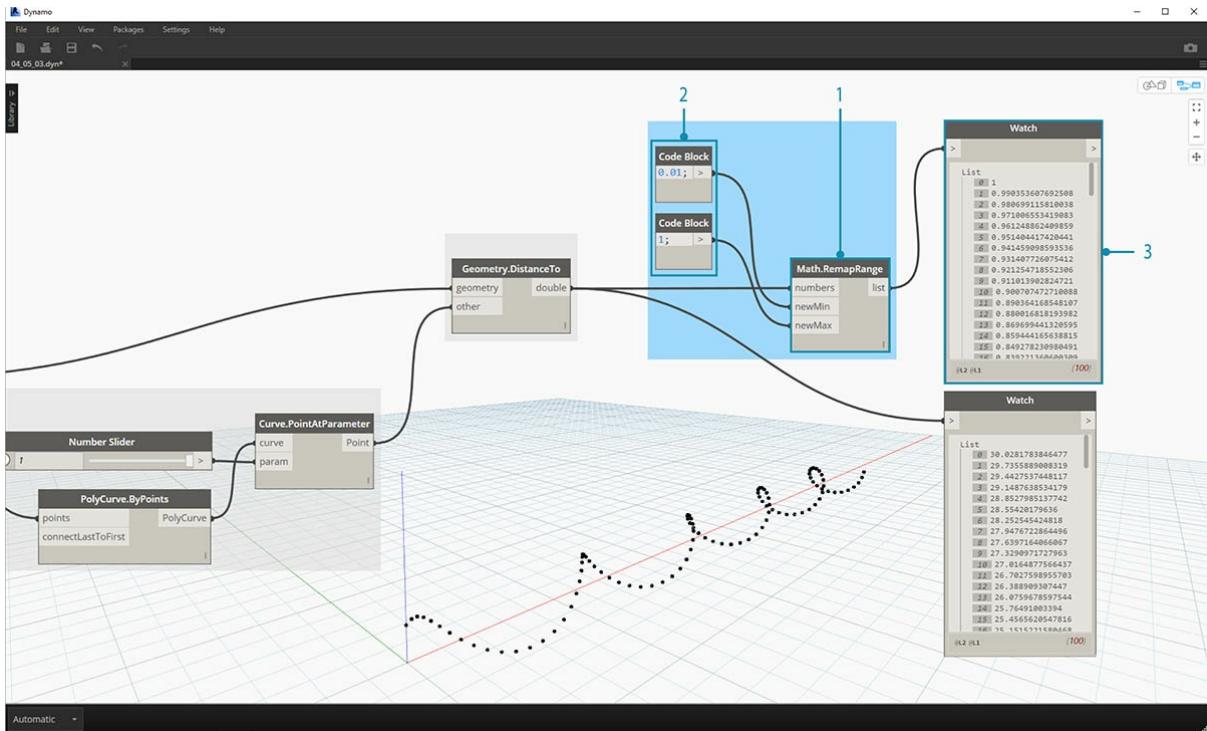 Dynamo
File Edit View Packages Settings Help
04_05_03.dyn*
Library
2
1
3
Code Block
0.01; >
Code Block
1; >
Math.RemapRange
numbers list
newMin
newMax
Geometry.DistanceTo
geometry double
other
Curve.PointAtParameter
curve Point
param
Number Slider
1 >
PolyCurve.ByPoints
points PolyCurve
connectLastToFirst
Watch
> >
List
0 1
1 0.990353607692508
2 0.980699115810038
3 0.971006553419083
4 0.961248862409859
5 0.951404417420441
6 0.941459098593536
7 0.931407726075412
8 0.921254718552306
9 0.911013902824721
10 0.900707472710088
11 0.890364168548107
12 0.880016818193982
13 0.869699441320595
14 0.859444165638815
15 0.849278230980491
16 0.839221360600309
@L2 @L1 {100}
Watch
> >
List
0 30.0281783846477
1 29.7355889008319
2 29.4427537448117
3 29.1487638534179
4 28.8527985137742
5 28.55420179636
6 28.252545424818
7 27.9476722864496
8 27.6397164066067
9 27.3290971727963
10 27.0164877566437
11 26.7027598955703
12 26.388909307447
13 26.0759678597544
14 25.76491003394
15 25.4565620547816
16 25.1515221580468
@L2 @L1 {100}
Automatic